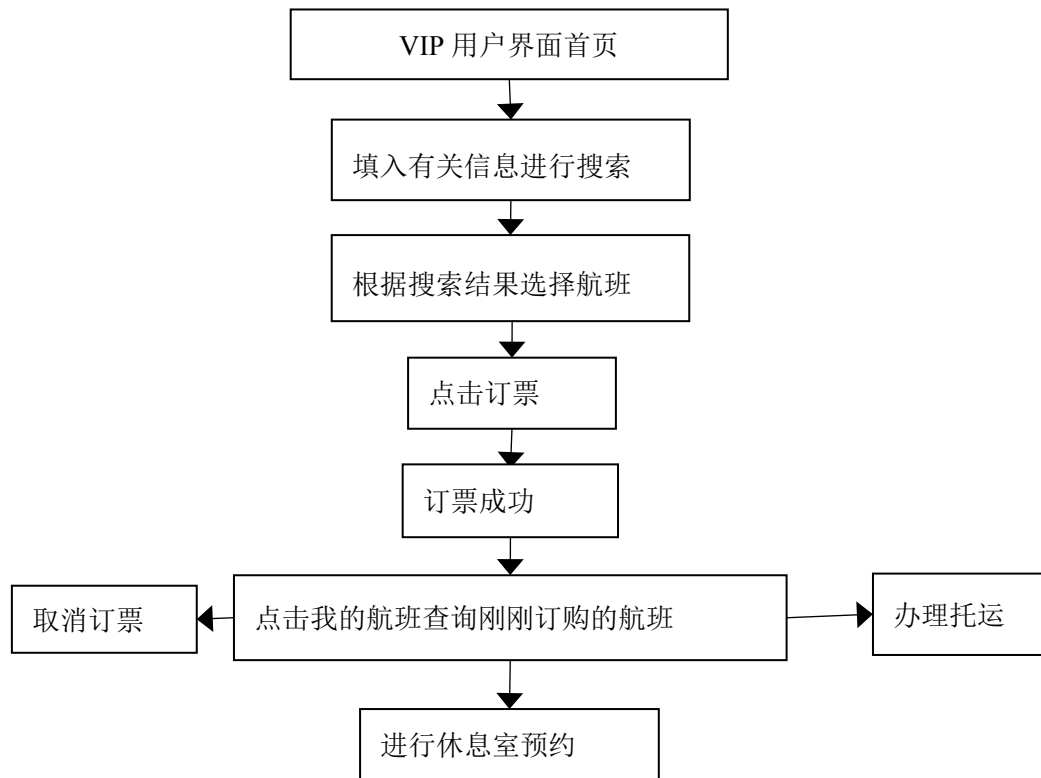 VIP 用户界面首页
填入有关信息进行搜索
根据搜索结果选择航班
点击订票
订票成功
取消订票
点击我的航班查询刚刚订购的航班
办理托运
进行休息室预约